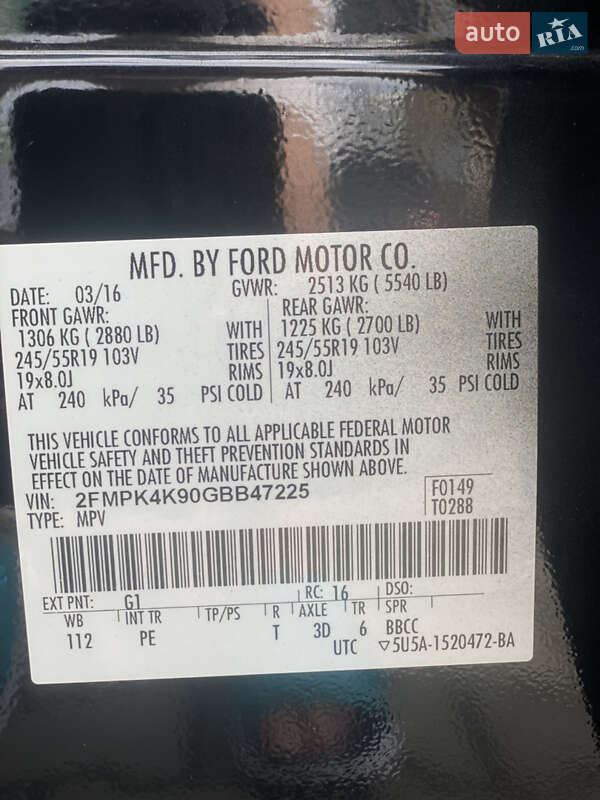 auto RIA.com
MFD. BY FORD MOTOR CO.
DATE: 03/16 GVWR: 2513 KG ( 5540 LB)
FRONT GAWR: REAR GAWR:
1306 KG ( 2880 LB) WITH 1225 KG ( 2700 LB) WITH
245/55R19 103V TIRES 245/55R19 103V TIRES
19x8.0J RIMS 19x8.0J RIMS
AT 240 kPa/ 35 PSI COLD AT 240 kPa/ 35 PSI COLD
THIS VEHICLE CONFORMS TO ALL APPLICABLE FEDERAL MOTOR
VEHICLE SAFETY AND THEFT PREVENTION STANDARDS IN
EFFECT ON THE DATE OF MANUFACTURE SHOWN ABOVE.
VIN: 2FMPK4K90GBB47225 F0149
TYPE: MPV T0288
EXT PNT: G1 RC: 16 DSO:
WB INT TR TP/PS R AXLE TR SPR
112 PE T 3D 6 BBCC
UTC ▽5U5A-1520472-BA